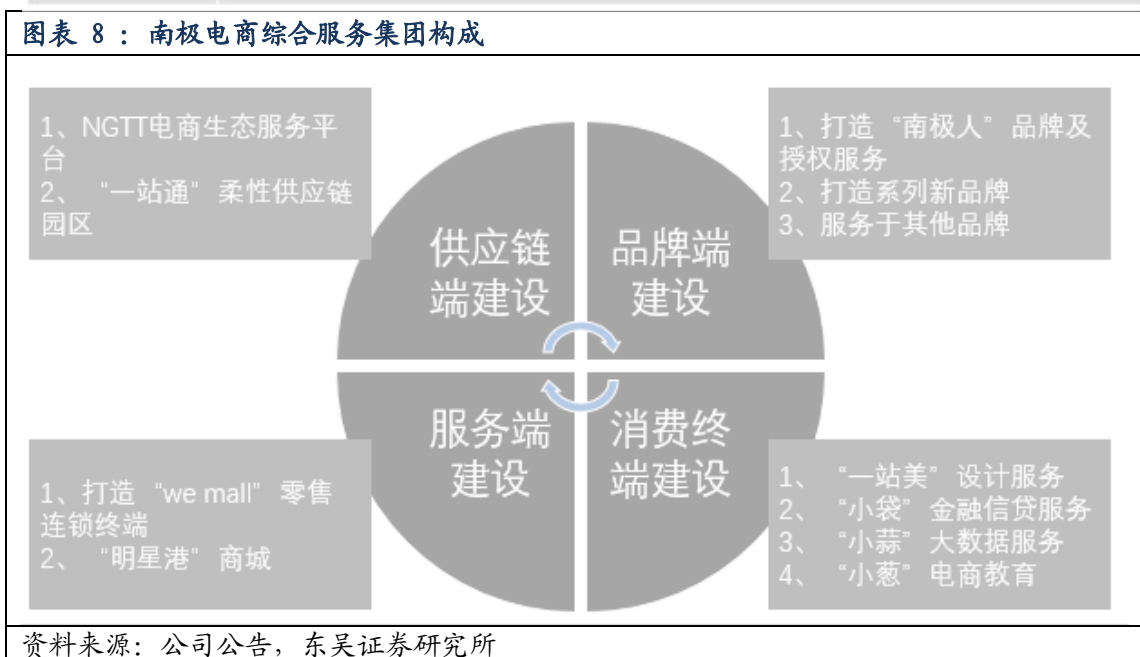 图表 8 ：南极电商综合服务集团构成
1、NGTT电商生态服务平
台
2、 “一站通” 柔性供应链
园区
1、打造 “南极人” 品牌及
授权服务
2、打造系列新品牌
3、服务于其他品牌
供应链
端建设
品牌端
建设
服务端
建设
消费终
端建设
1、打造 “we mall” 零售
连锁终端
2、 “明星港” 商城
1、 “一站美” 设计服务
2、 “小袋” 金融信贷服务
3、 “小蒜” 大数据服务
4、 “小葱” 电商教育
资料来源：公司公告，东吴证券研究所